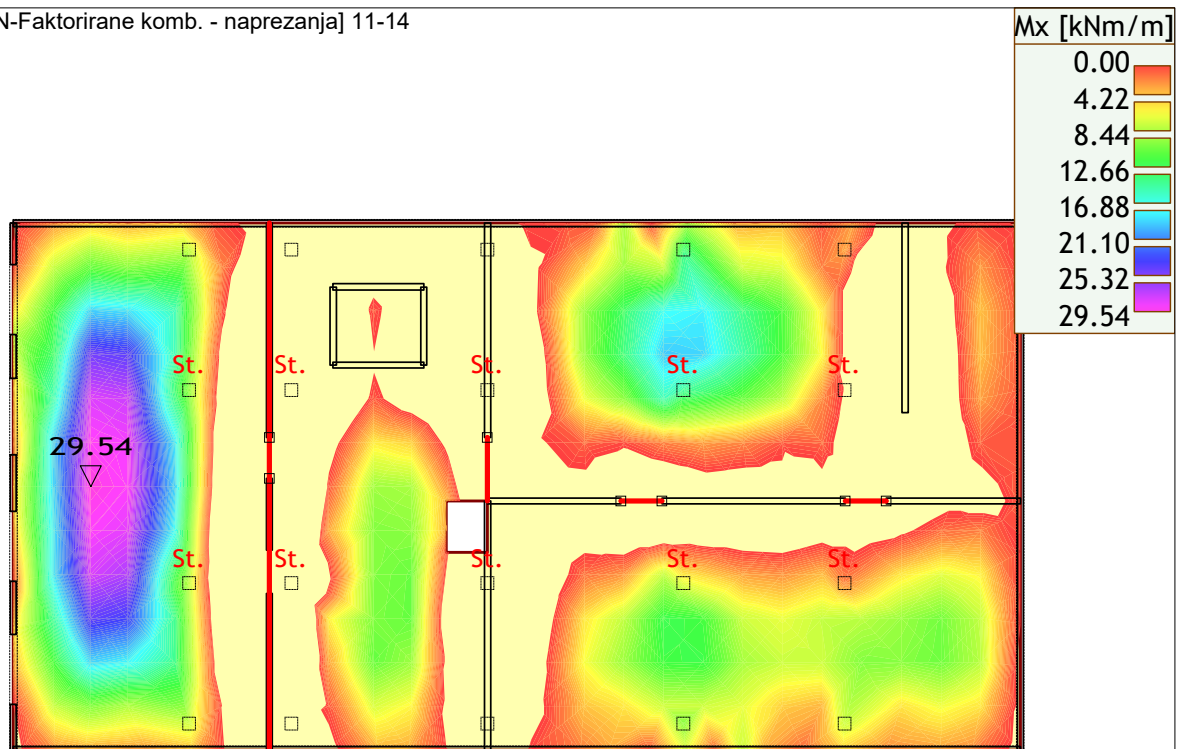 N-Faktorirane komb. - naprezanja] 11-14
Mx [kNm/m]
0.00
4.22
8.44
12.66
16.88
21.10
25.32
29.54
St. St. St. St. St.
29.54
St. St. St. St. St.